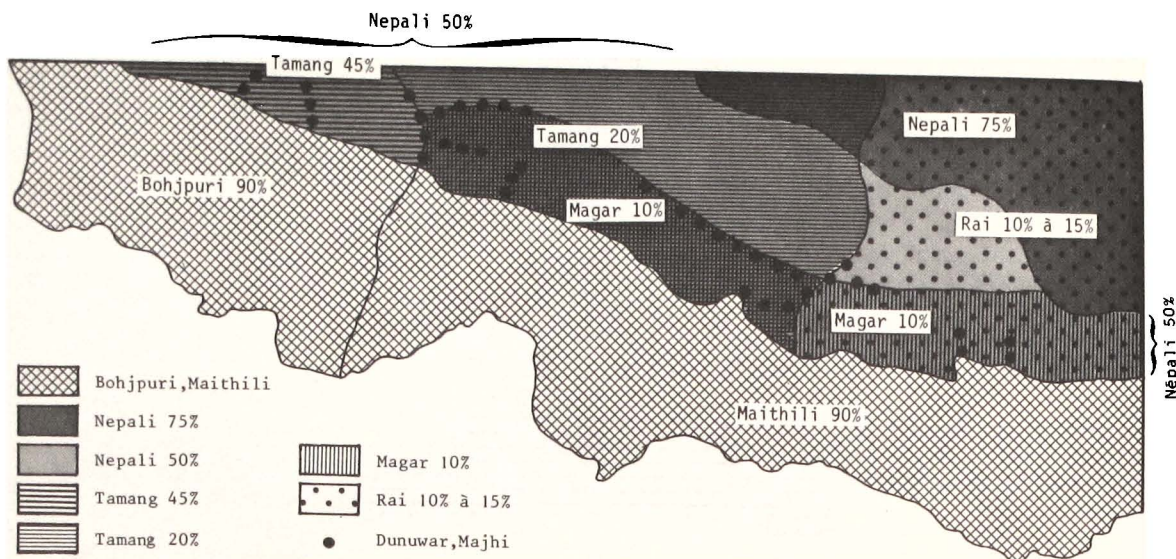 Nepali 50%
Tamang 45%
Nepali 75%
Tamang 20%
Bohjpuri 90%
Magar 10%
Rai 10% à 15%
Népali 50%
Magar 10%
Maithili 90%
Bohjpuri,Maithili
Nepali 75%
Nepali 50%
Tamang 45%
Tamang 20%
Magar 10%
Rai 10% à 15%
Dunuwar,Majhi